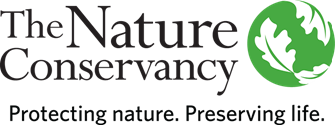 The Nature
Conservancy
Protecting nature. Preserving life.